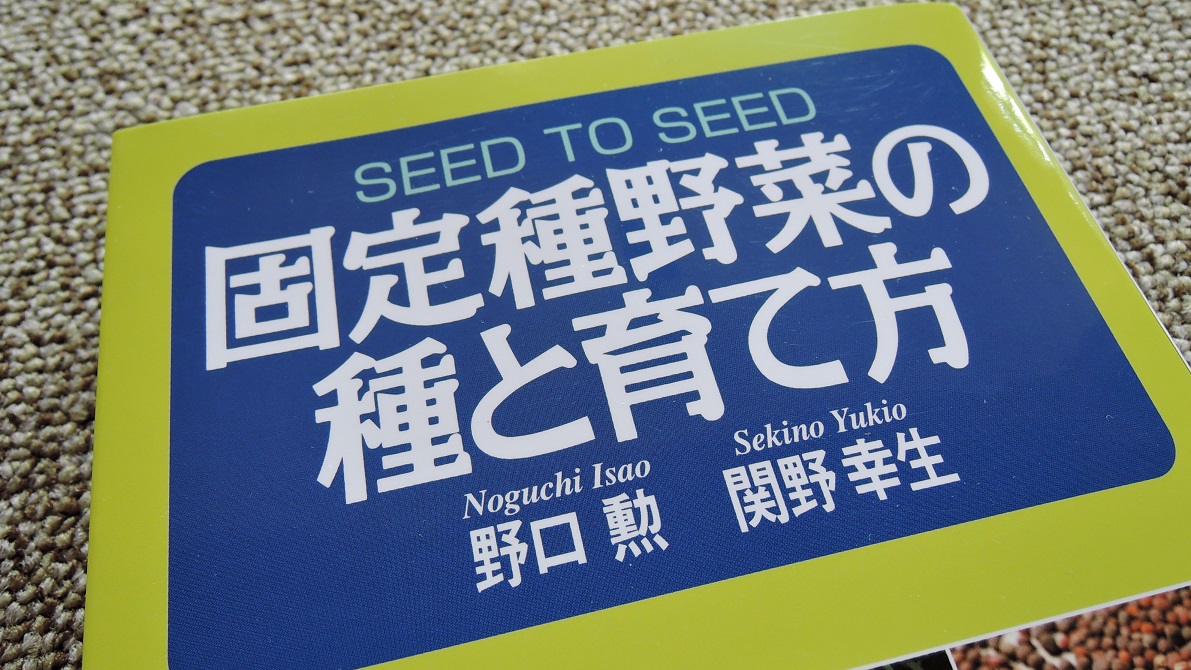 SEED TO SEED
固定種野菜の
種と育て方
Noguchi Isao
野口 勲
Sekino Yukio
関野 幸生